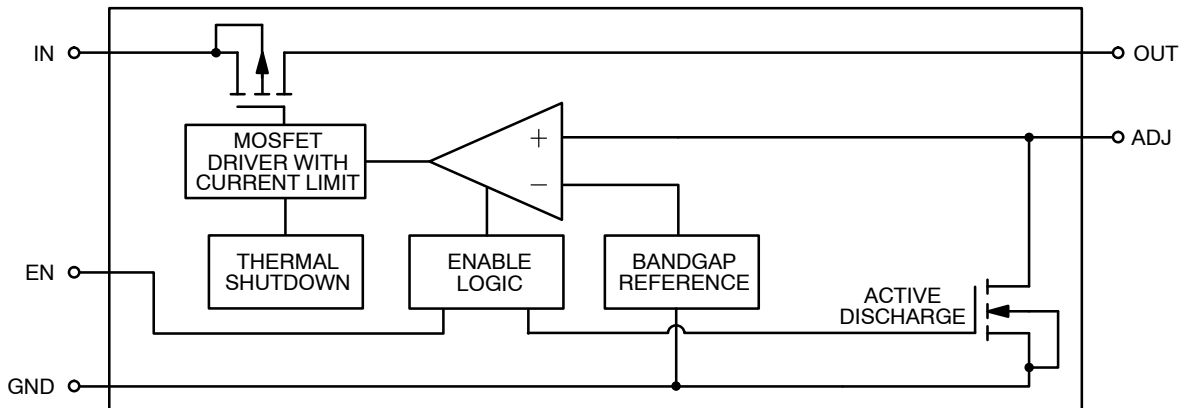 IN
OUT
ADJ
MOSFET
DRIVER WITH
CURRENT LIMIT
+
−
THERMAL
SHUTDOWN
ENABLE
LOGIC
BANDGAP
REFERENCE
EN
ACTIVE
DISCHARGE
GND